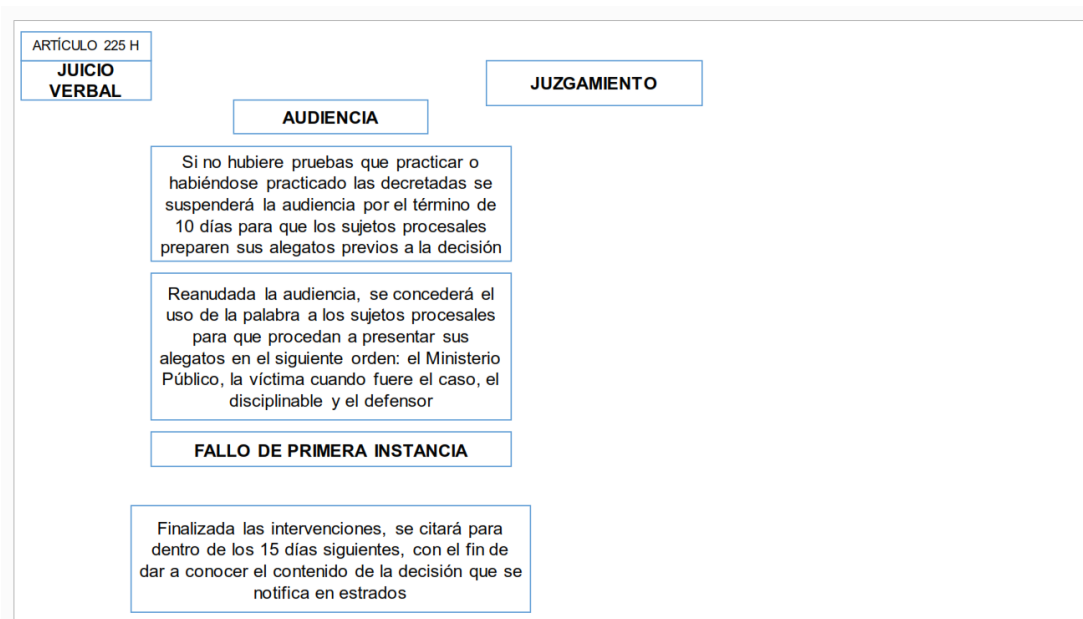 ARTÍCULO 225 H
JUICIO
VERBAL
JUZGAMIENTO
AUDIENCIA
Si no hubiere pruebas que practicar o
habiéndose practicado las decretadas se
suspenderá la audiencia por el término de
10 días para que los sujetos procesales
preparen sus alegatos previos a la decisión
Reanudada la audiencia, se concederá el
uso de la palabra a los sujetos procesales
para que procedan a presentar sus
alegatos en el siguiente orden: el Ministerio
Público, la víctima cuando fuere el caso, el
disciplinable y el defensor
FALLO DE PRIMERA INSTANCIA
Finalizada las intervenciones, se citará para
dentro de los 15 días siguientes, con el fin de
dar a conocer el contenido de la decisión que se
notifica en estrados